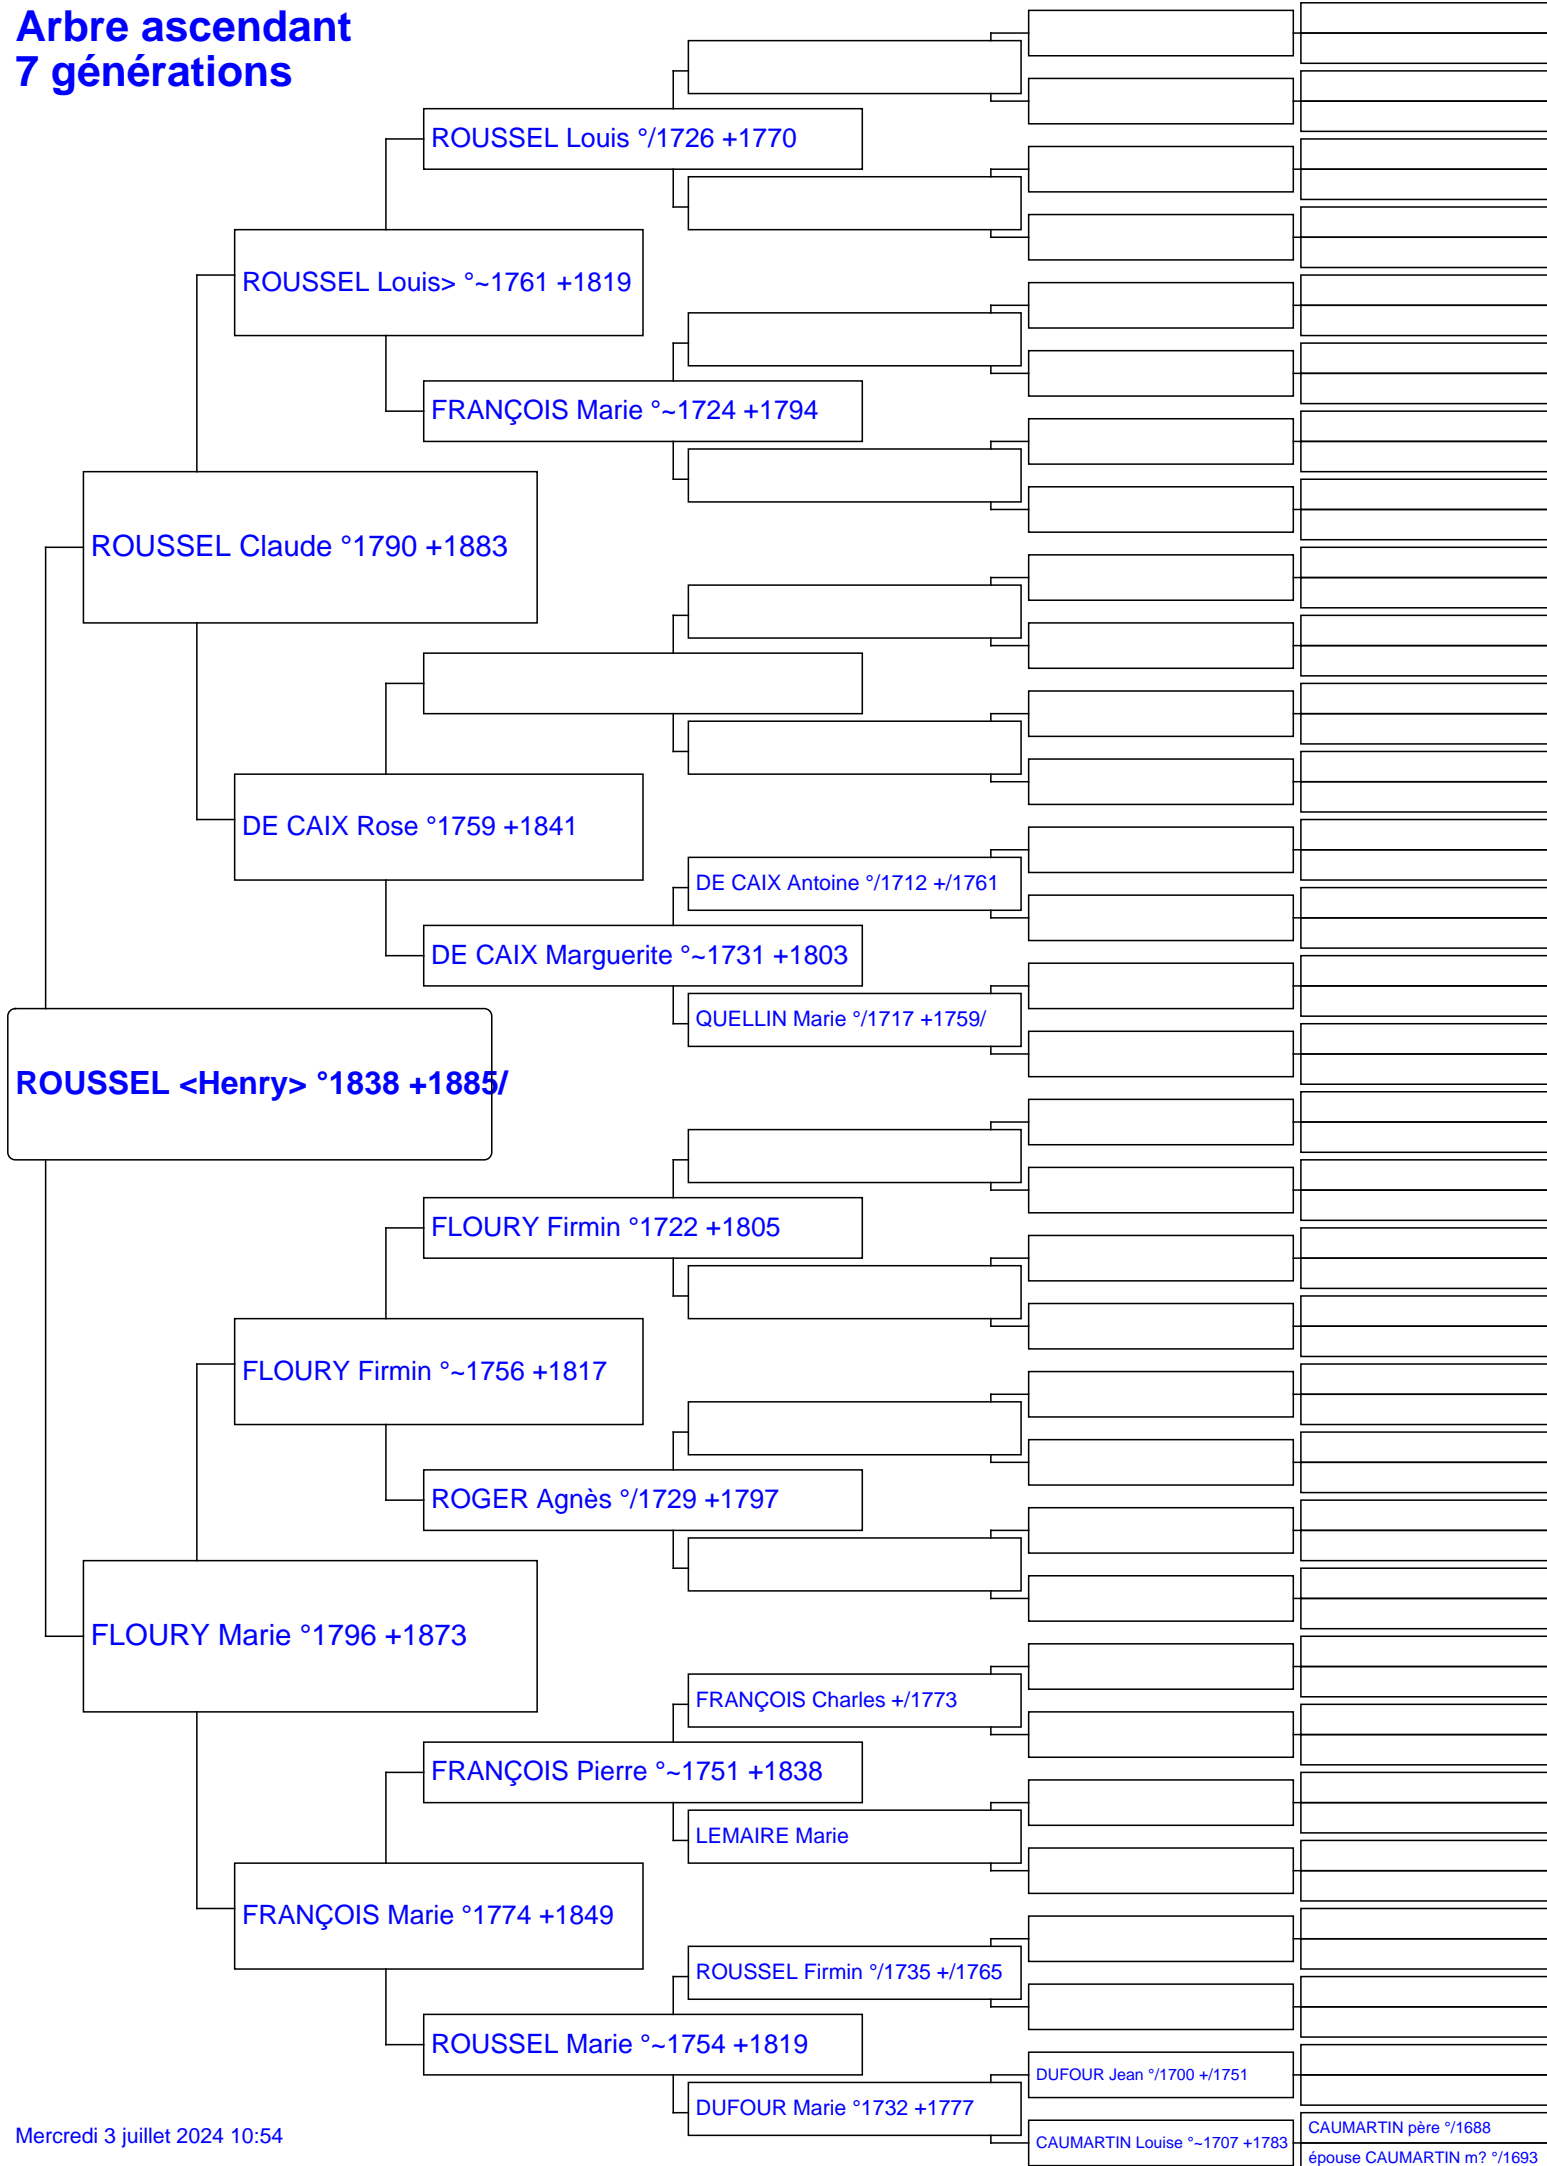 Arbre ascendant
7 générations
ROUSSEL Louis °/1726 +1770
ROUSSEL Louis> °~1761 +1819
FRANÇOIS Marie °~1724 +1794
ROUSSEL Claude °1790 +1883
DE CAIX Rose °1759 +1841
DE CAIX Antoine °/1712 +/1761
DE CAIX Marguerite °~1731 +1803
QUELLIN Marie °/1717 +1759/
ROUSSEL <Henry> °1838 +1885/
FLOURY Firmin °1722 +1805
FLOURY Firmin °~1756 +1817
ROGER Agnès °/1729 +1797
FLOURY Marie °1796 +1873
FRANÇOIS Charles +/1773
FRANÇOIS Pierre °~1751 +1838
LEMAIRE Marie
FRANÇOIS Marie °1774 +1849
ROUSSEL Firmin °/1735 +/1765
ROUSSEL Marie °~1754 +1819
DUFOUR Jean °/1700 +/1751
DUFOUR Marie °1732 +1777
CAUMARTIN père °/1688
CAUMARTIN Louise °~1707 +1783
épouse CAUMARTIN m? °/1693
Mercredi 3 juillet 2024 10:54